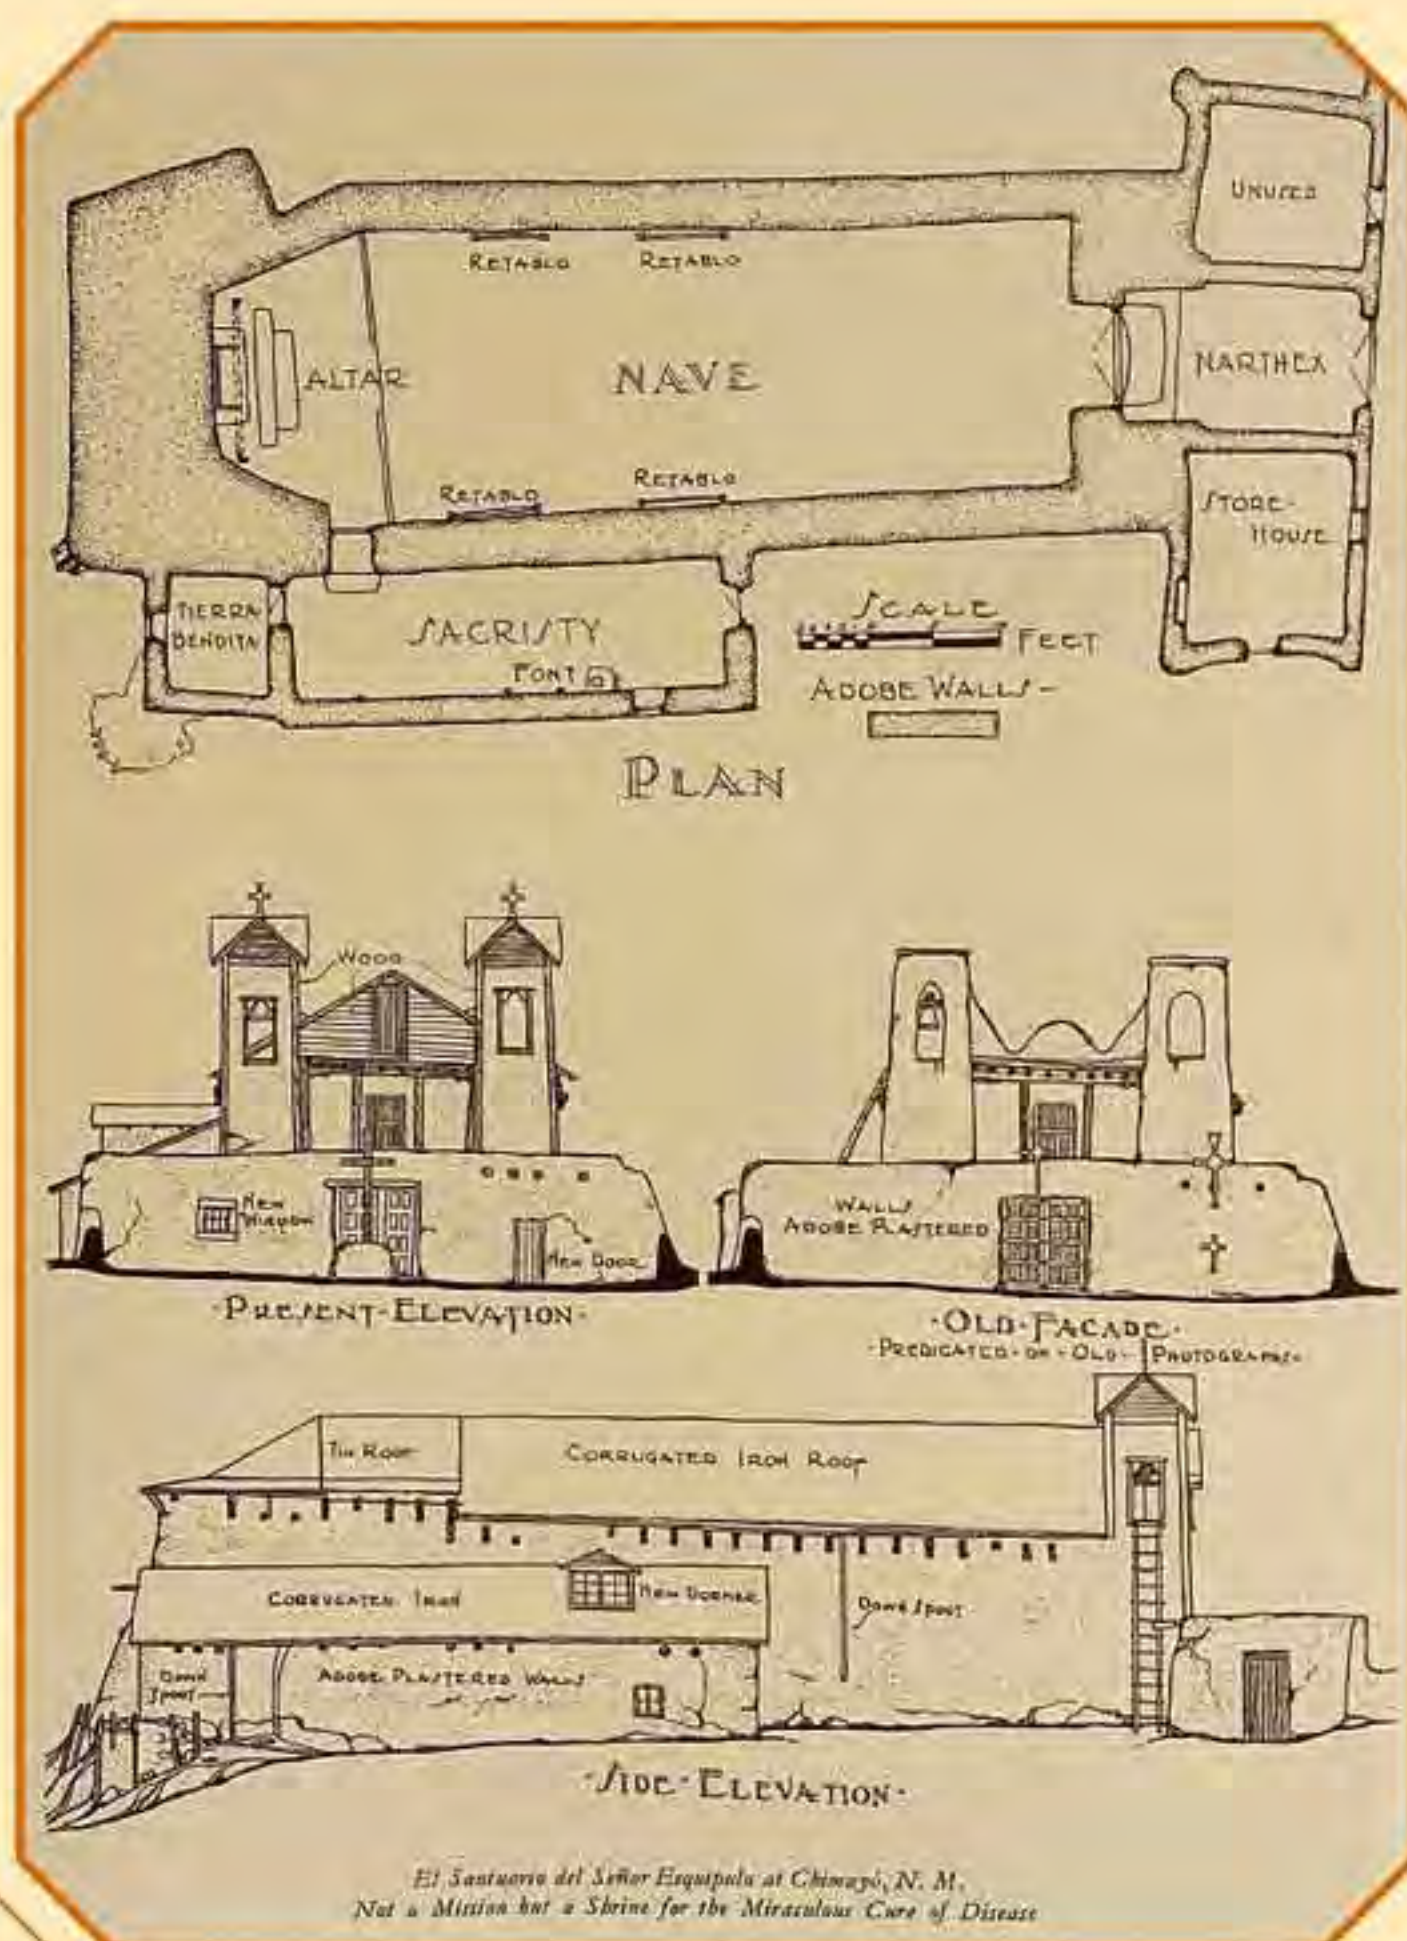 UNUSED
RETABLO
RETABLO
ALTAR
NAVE
NARTHEX
RETABLO
RETABLO
STORE-
HOUSE
TIERRA
BENDITA
SACRISTY
FONT
SCALE
FEET
ADOBE WALLS-
PLAN
WOOD
NEW
WINDOW
NEW DOOR
WALLS
ADOBE PLASTERED
·PRESENT·ELEVATION·
·OLD·FACADE·
·PREDICATED·ON·OLD·PHOTOGRAPHS·
TIN ROOF
CORRUGATED IRON ROOF
CORRUGATED IRON
NEW DORMER
DOWN SPOUT
DOWN
SPOUT
ADOBE PLASTERED WALLS
·SIDE·ELEVATION·
El Santuario del Señor Esquipula at Chimayó, N. M.
Not a Mission but a Shrine for the Miraculous Cure of Disease